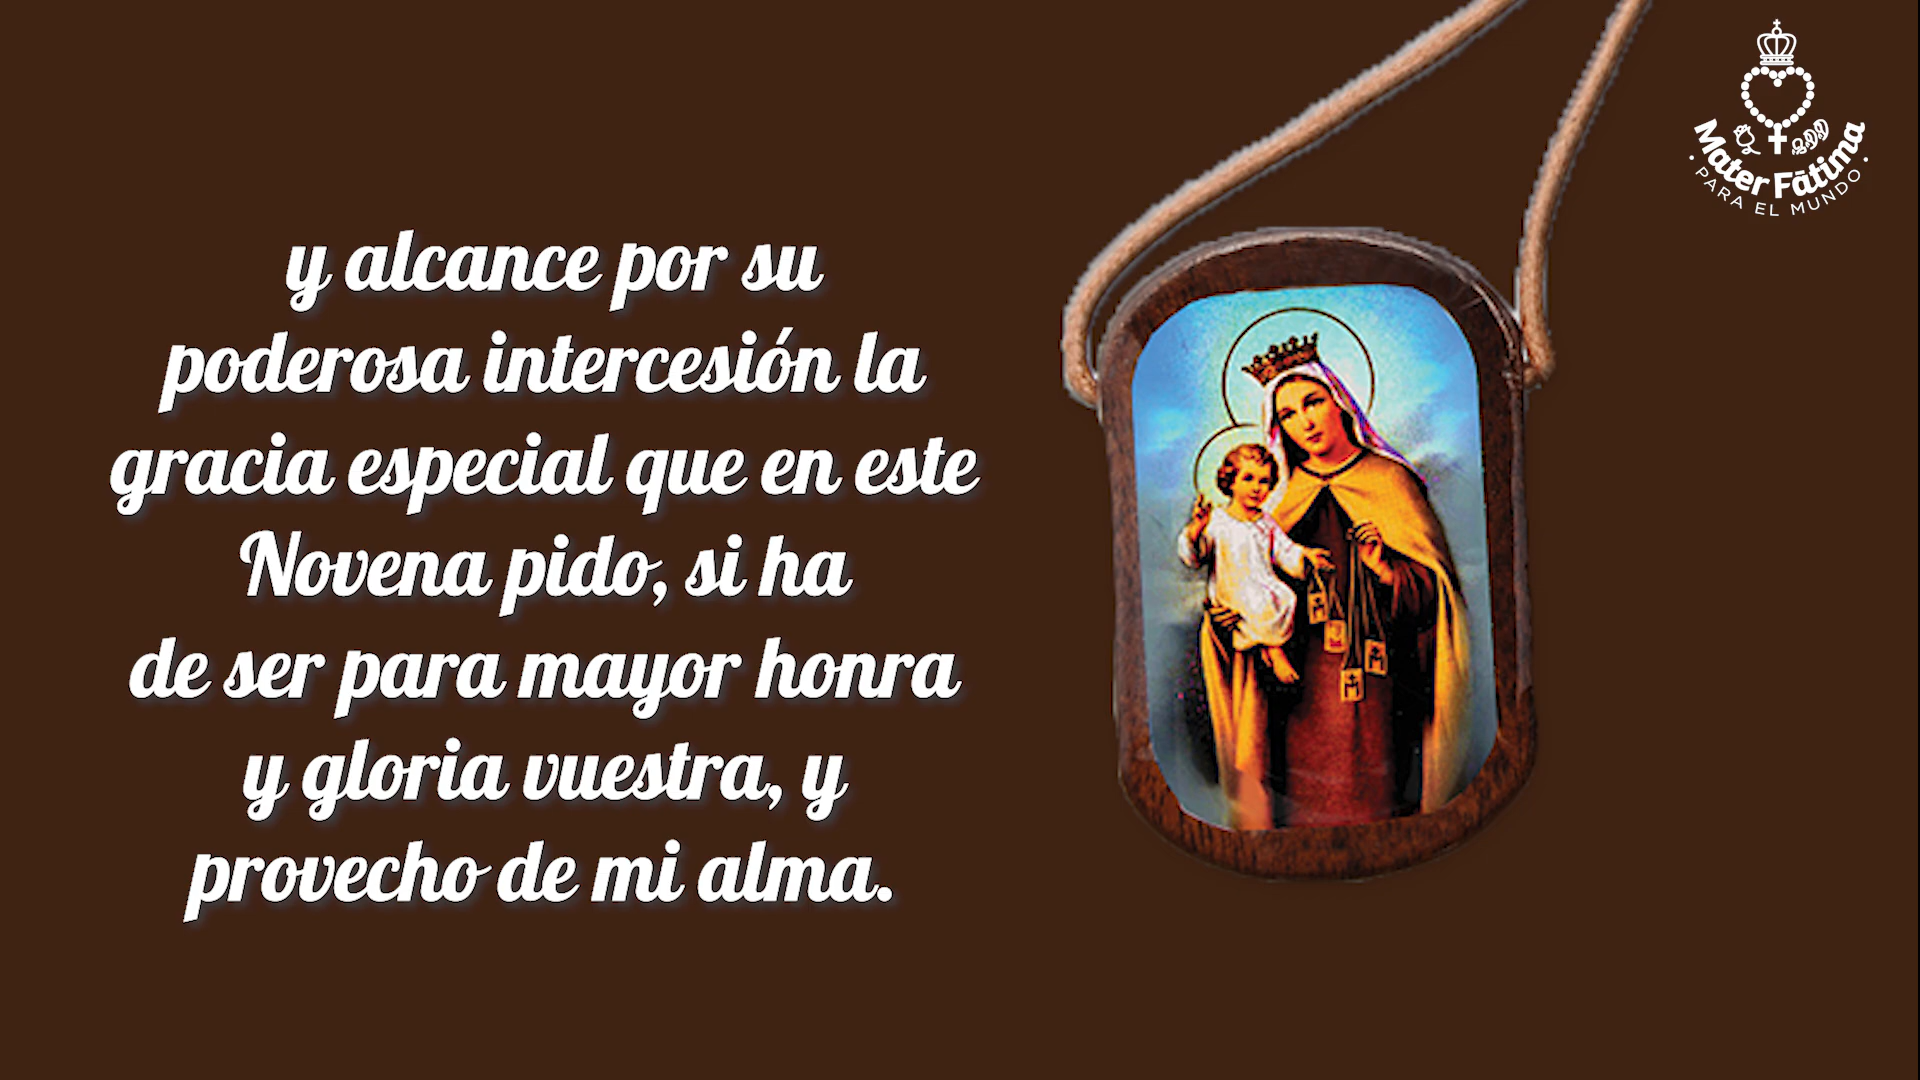 y alcance por su
poderosa intercesión la
gracia especial que en este
Novena pido, si ha
de ser para mayor honra
y gloria vuestra, y
provecho de mi alma.
Mater Fātima
· PARA EL MUNDO ·